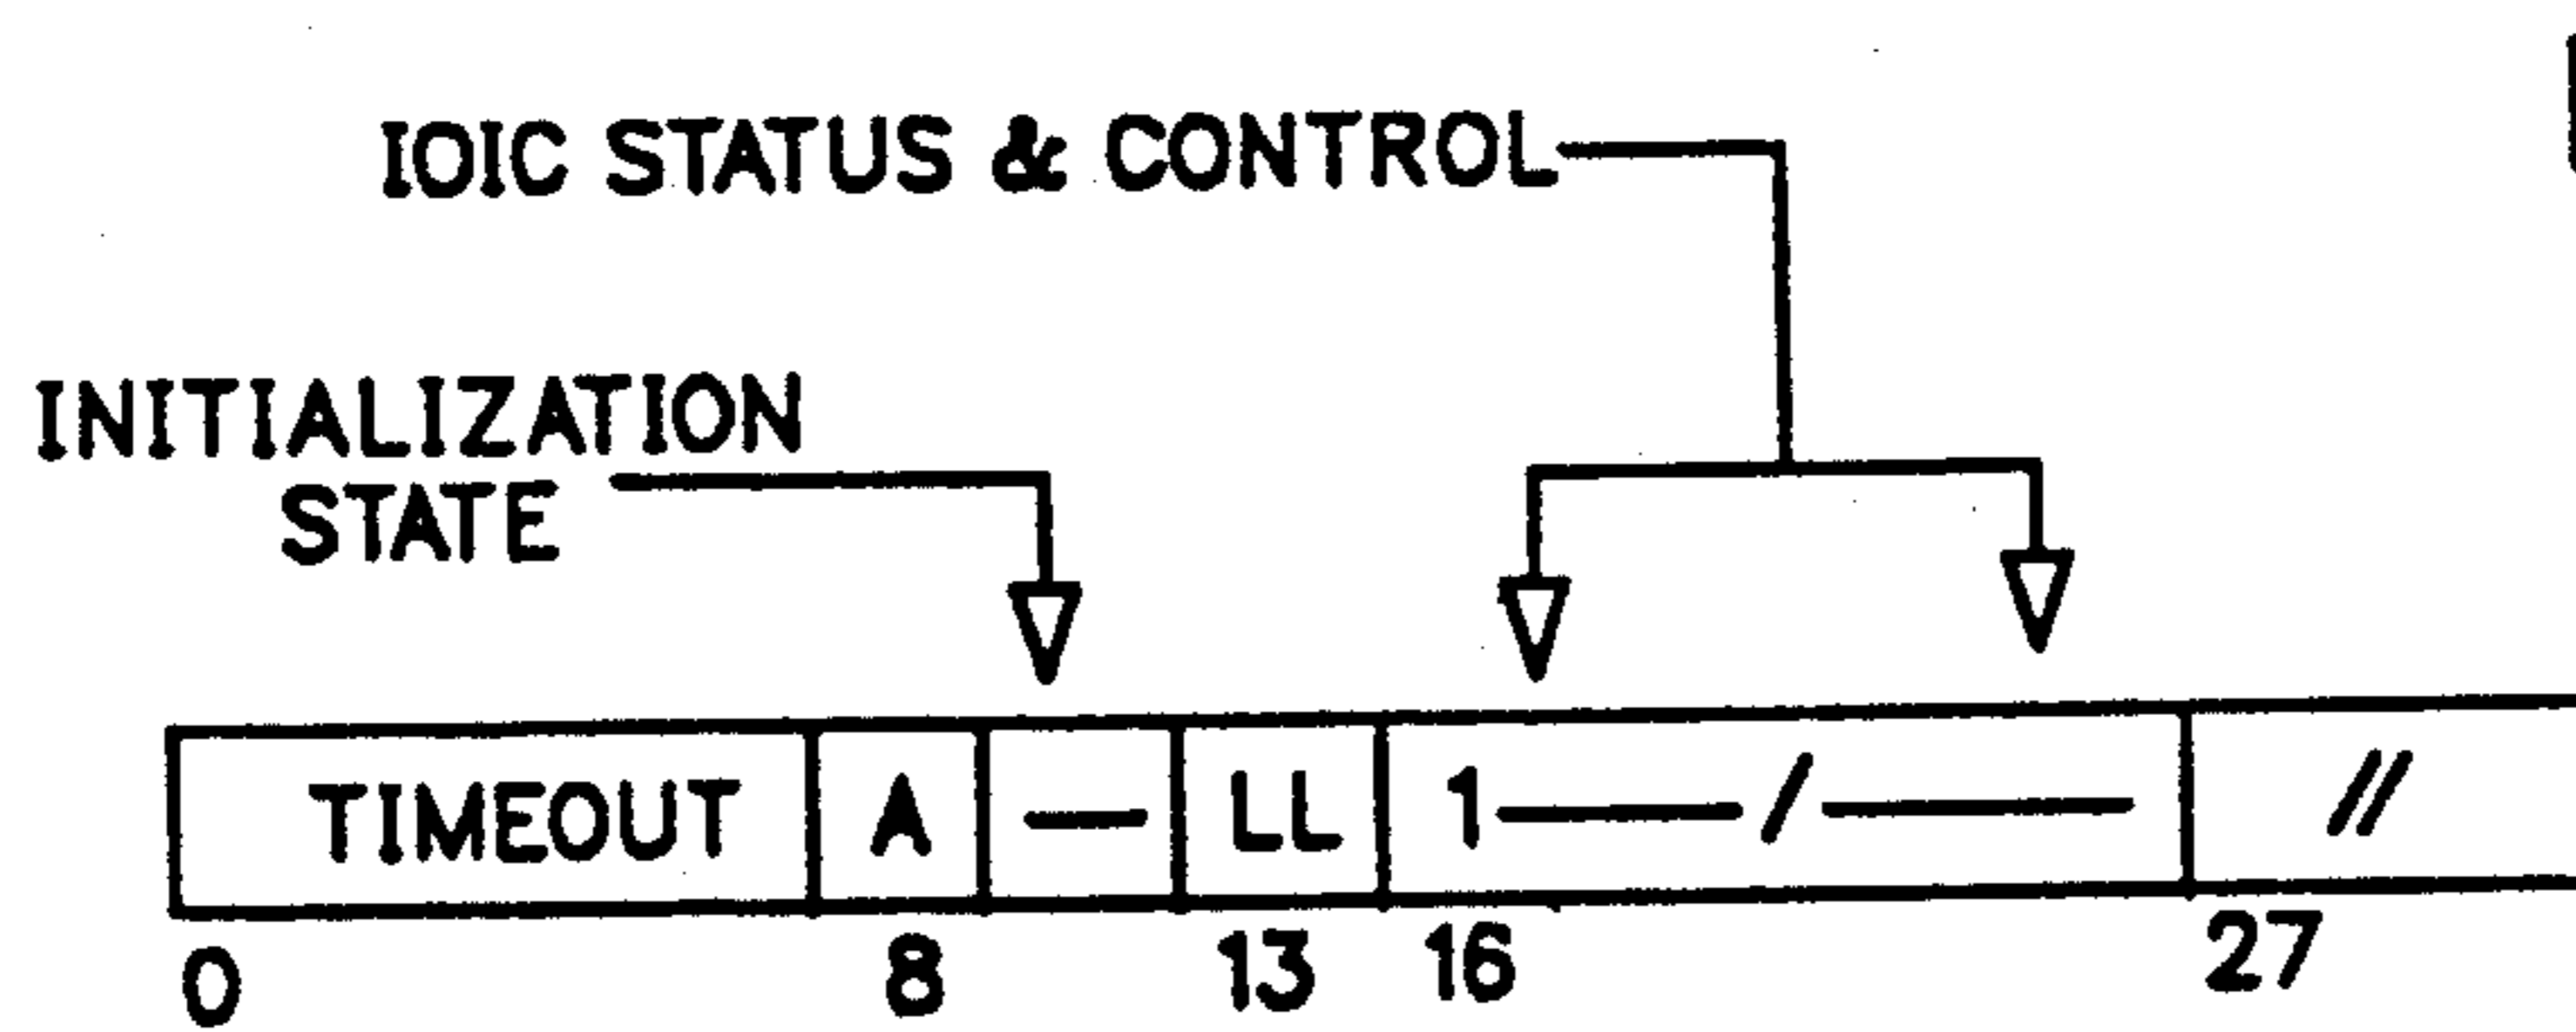 IOIC STATUS & CONTROL
INITIALIZATION
STATE
TIMEOUT A — LL 1——/—— //
0 8 13 16 27